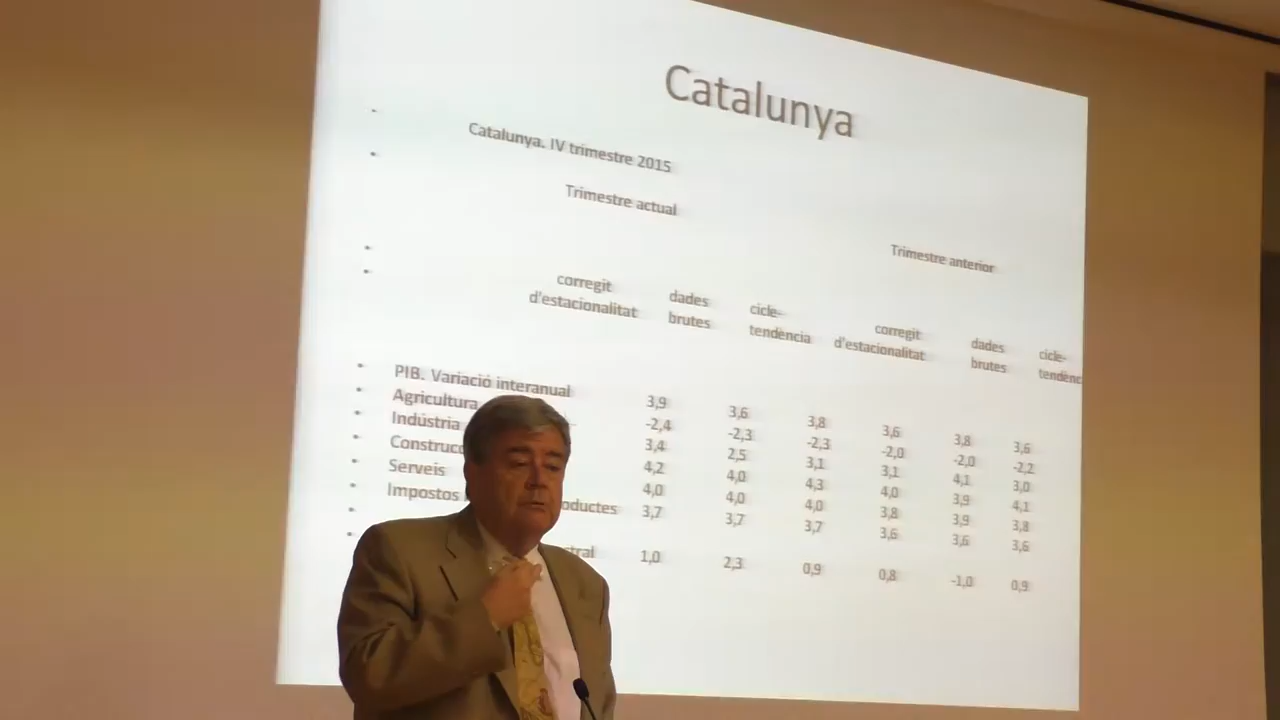 Catalunya
Catalunya. IV trimestre 2015
Trimestre actual
Trimestre anterior
corregit d'estacionalitat dades brutes cicle-tendència corregit d'estacionalitat dades brutes cicle-
PIB. Variació interanual 3,9 3,6 3,8 3,6 3,8 3,6
Agricultura -2,4 -2,3 -2,3 -2,0 -2,0 -2,2
Indústria 3,4 2,5 3,1 3,1 4,1 3,0
4,2 4,0 4,3 4,0 3,9 4,1
Serveis 4,0 4,0 4,0 3,8 3,9 3,8
Impostos 3,7 3,7 3,7 3,6 3,6 3,6
1,0 2,3 0,9 0,8 -1,0 0,9